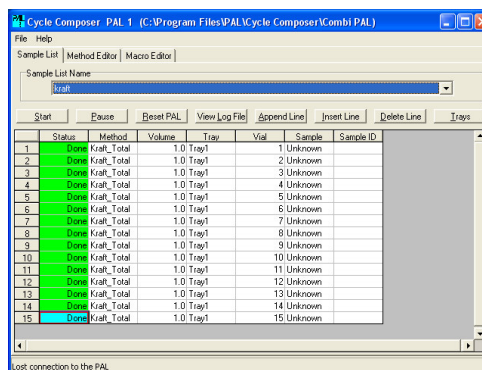 Cycle Composer PAL 1 (C:\Program Files\PAL\Cycle Composer\Combi PAL)
File Help
Sample List Method Editor Macro Editor
Sample List Name
kraft
Start Pause Reset PAL View Log File Append Line Insert Line Delete Line Trays
Status Method Volume Tray Vial Sample Sample ID
1 Done Kraft_Total 1.0 Tray1 1 Unknown
2 Done Kraft_Total 1.0 Tray1 2 Unknown
3 Done Kraft_Total 1.0 Tray1 3 Unknown
4 Done Kraft_Total 1.0 Tray1 4 Unknown
5 Done Kraft_Total 1.0 Tray1 5 Unknown
6 Done Kraft_Total 1.0 Tray1 6 Unknown
7 Done Kraft_Total 1.0 Tray1 7 Unknown
8 Done Kraft_Total 1.0 Tray1 8 Unknown
9 Done Kraft_Total 1.0 Tray1 9 Unknown
10 Done Kraft_Total 1.0 Tray1 10 Unknown
11 Done Kraft_Total 1.0 Tray1 11 Unknown
12 Done Kraft_Total 1.0 Tray1 12 Unknown
13 Done Kraft_Total 1.0 Tray1 13 Unknown
14 Done Kraft_Total 1.0 Tray1 14 Unknown
15 Done Kraft_Total 1.0 Tray1 15 Unknown
Lost connection to the PAL